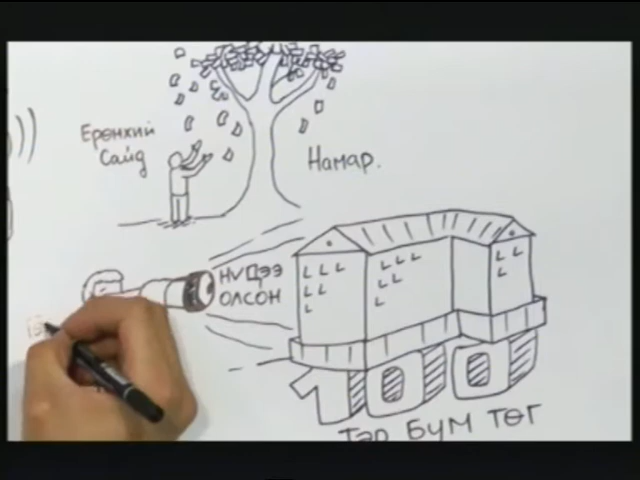 Ерөнхий
Сайд
Намар.
НҮДЭЭ
ОЛСОН
100
Тэр БУМ ТӨГ